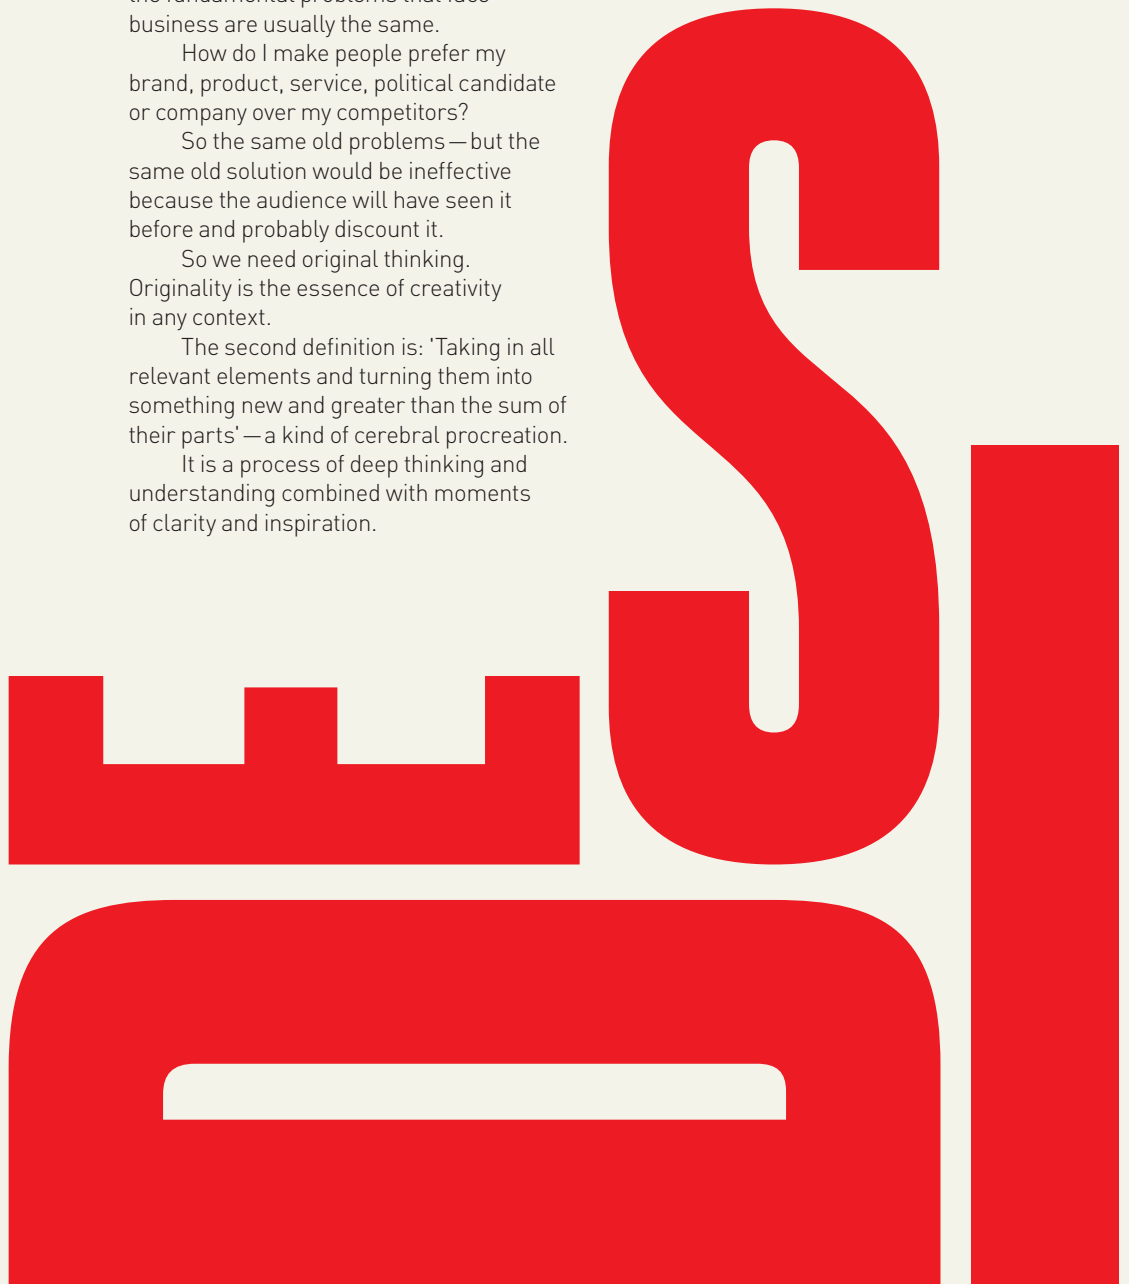 the fundamental problems that face
business are usually the same.
How do I make people prefer my
brand, product, service, political candidate
or company over my competitors?
So the same old problems — but the
same old solution would be ineffective
because the audience will have seen it
before and probably discount it.
So we need original thinking.
Originality is the essence of creativity
in any context.
The second definition is: 'Taking in all
relevant elements and turning them into
something new and greater than the sum of
their parts' — a kind of cerebral procreation.
It is a process of deep thinking and
understanding combined with moments
of clarity and inspiration.
S
E
D
I